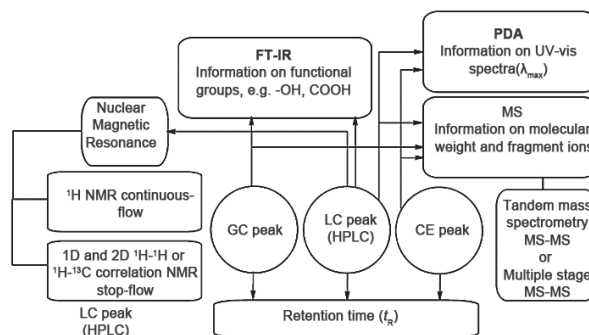 PDA
Information on UV-vis
spectra(λmax)
FT-IR
Information on functional
groups, e.g. -OH, COOH
Nuclear
Magnetic
Resonance
MS
Information on molecular
weight and fragment ions
¹H NMR continuous-
flow
GC peak
LC peak
(HPLC)
CE peak
Tandem mass
spectrometry
MS-MS
or
Multiple stage
MS-MS
1D and 2D ¹H-¹H or
¹H-¹³C correlation NMR
stop-flow
LC peak
(HPLC)
Retention time (tR)